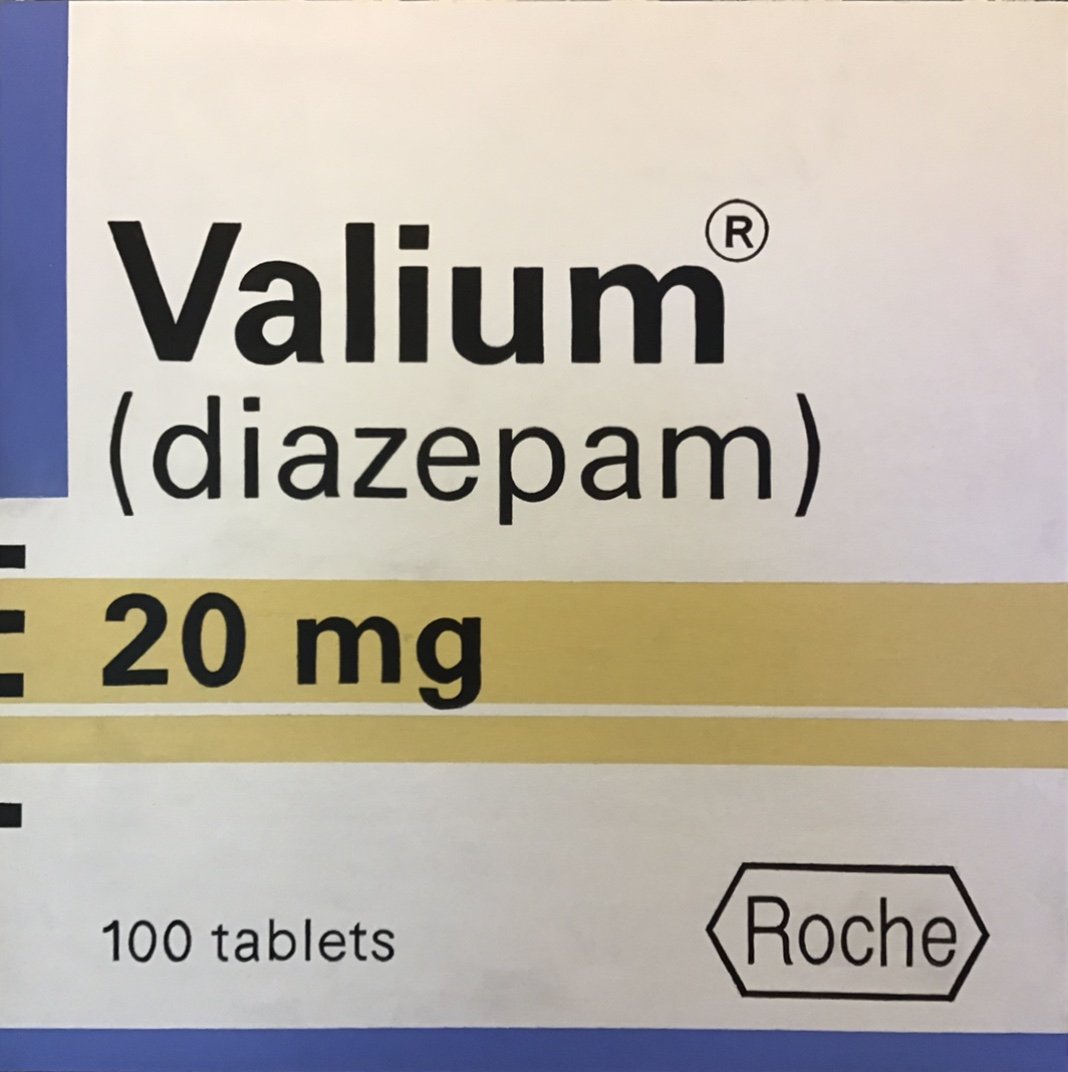 Valium®
(diazepam)
20 mg
100 tablets
Roche